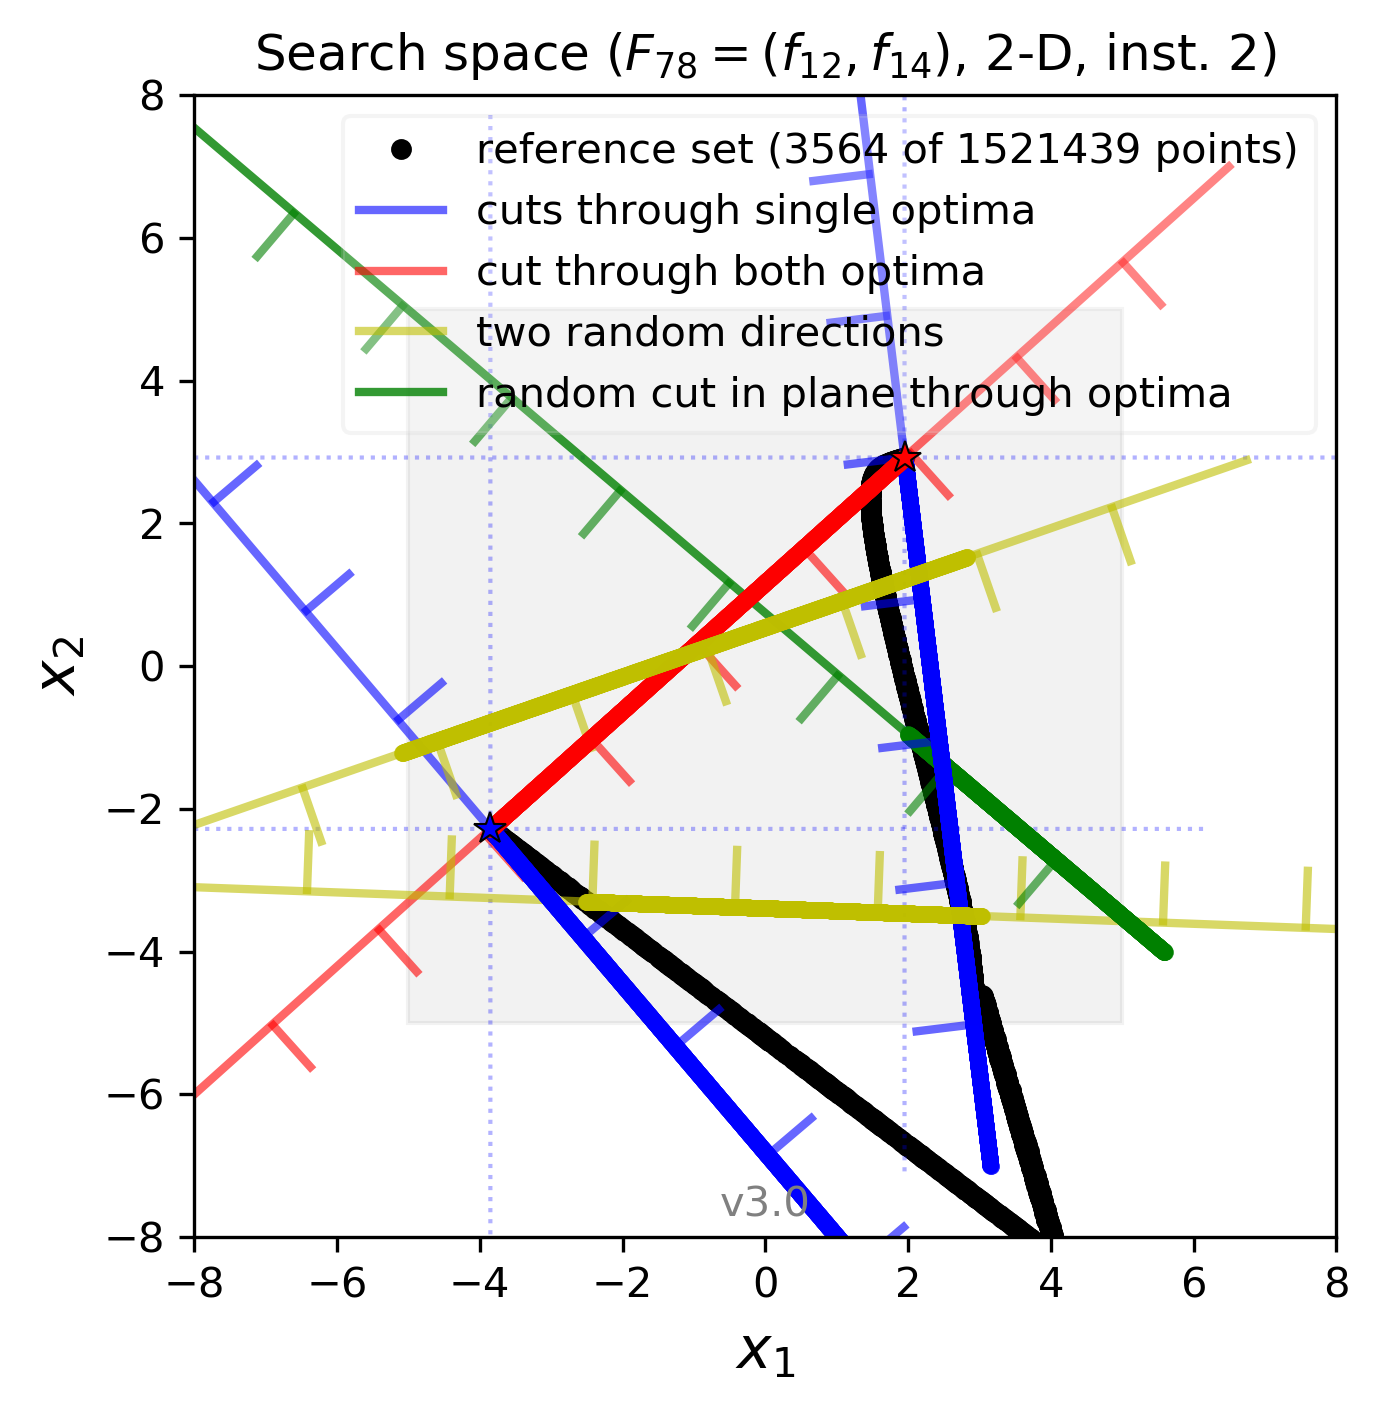 Search space (F78 = (f12, f14), 2-D, inst. 2)
reference set (3564 of 1521439 points)
cuts through single optima
cut through both optima
two random directions
random cut in plane through optima
8
6
4
2
0
−2
−4
−6
−8
x2
v3.0
−8 −6 −4 −2 0 2 4 6 8
x1